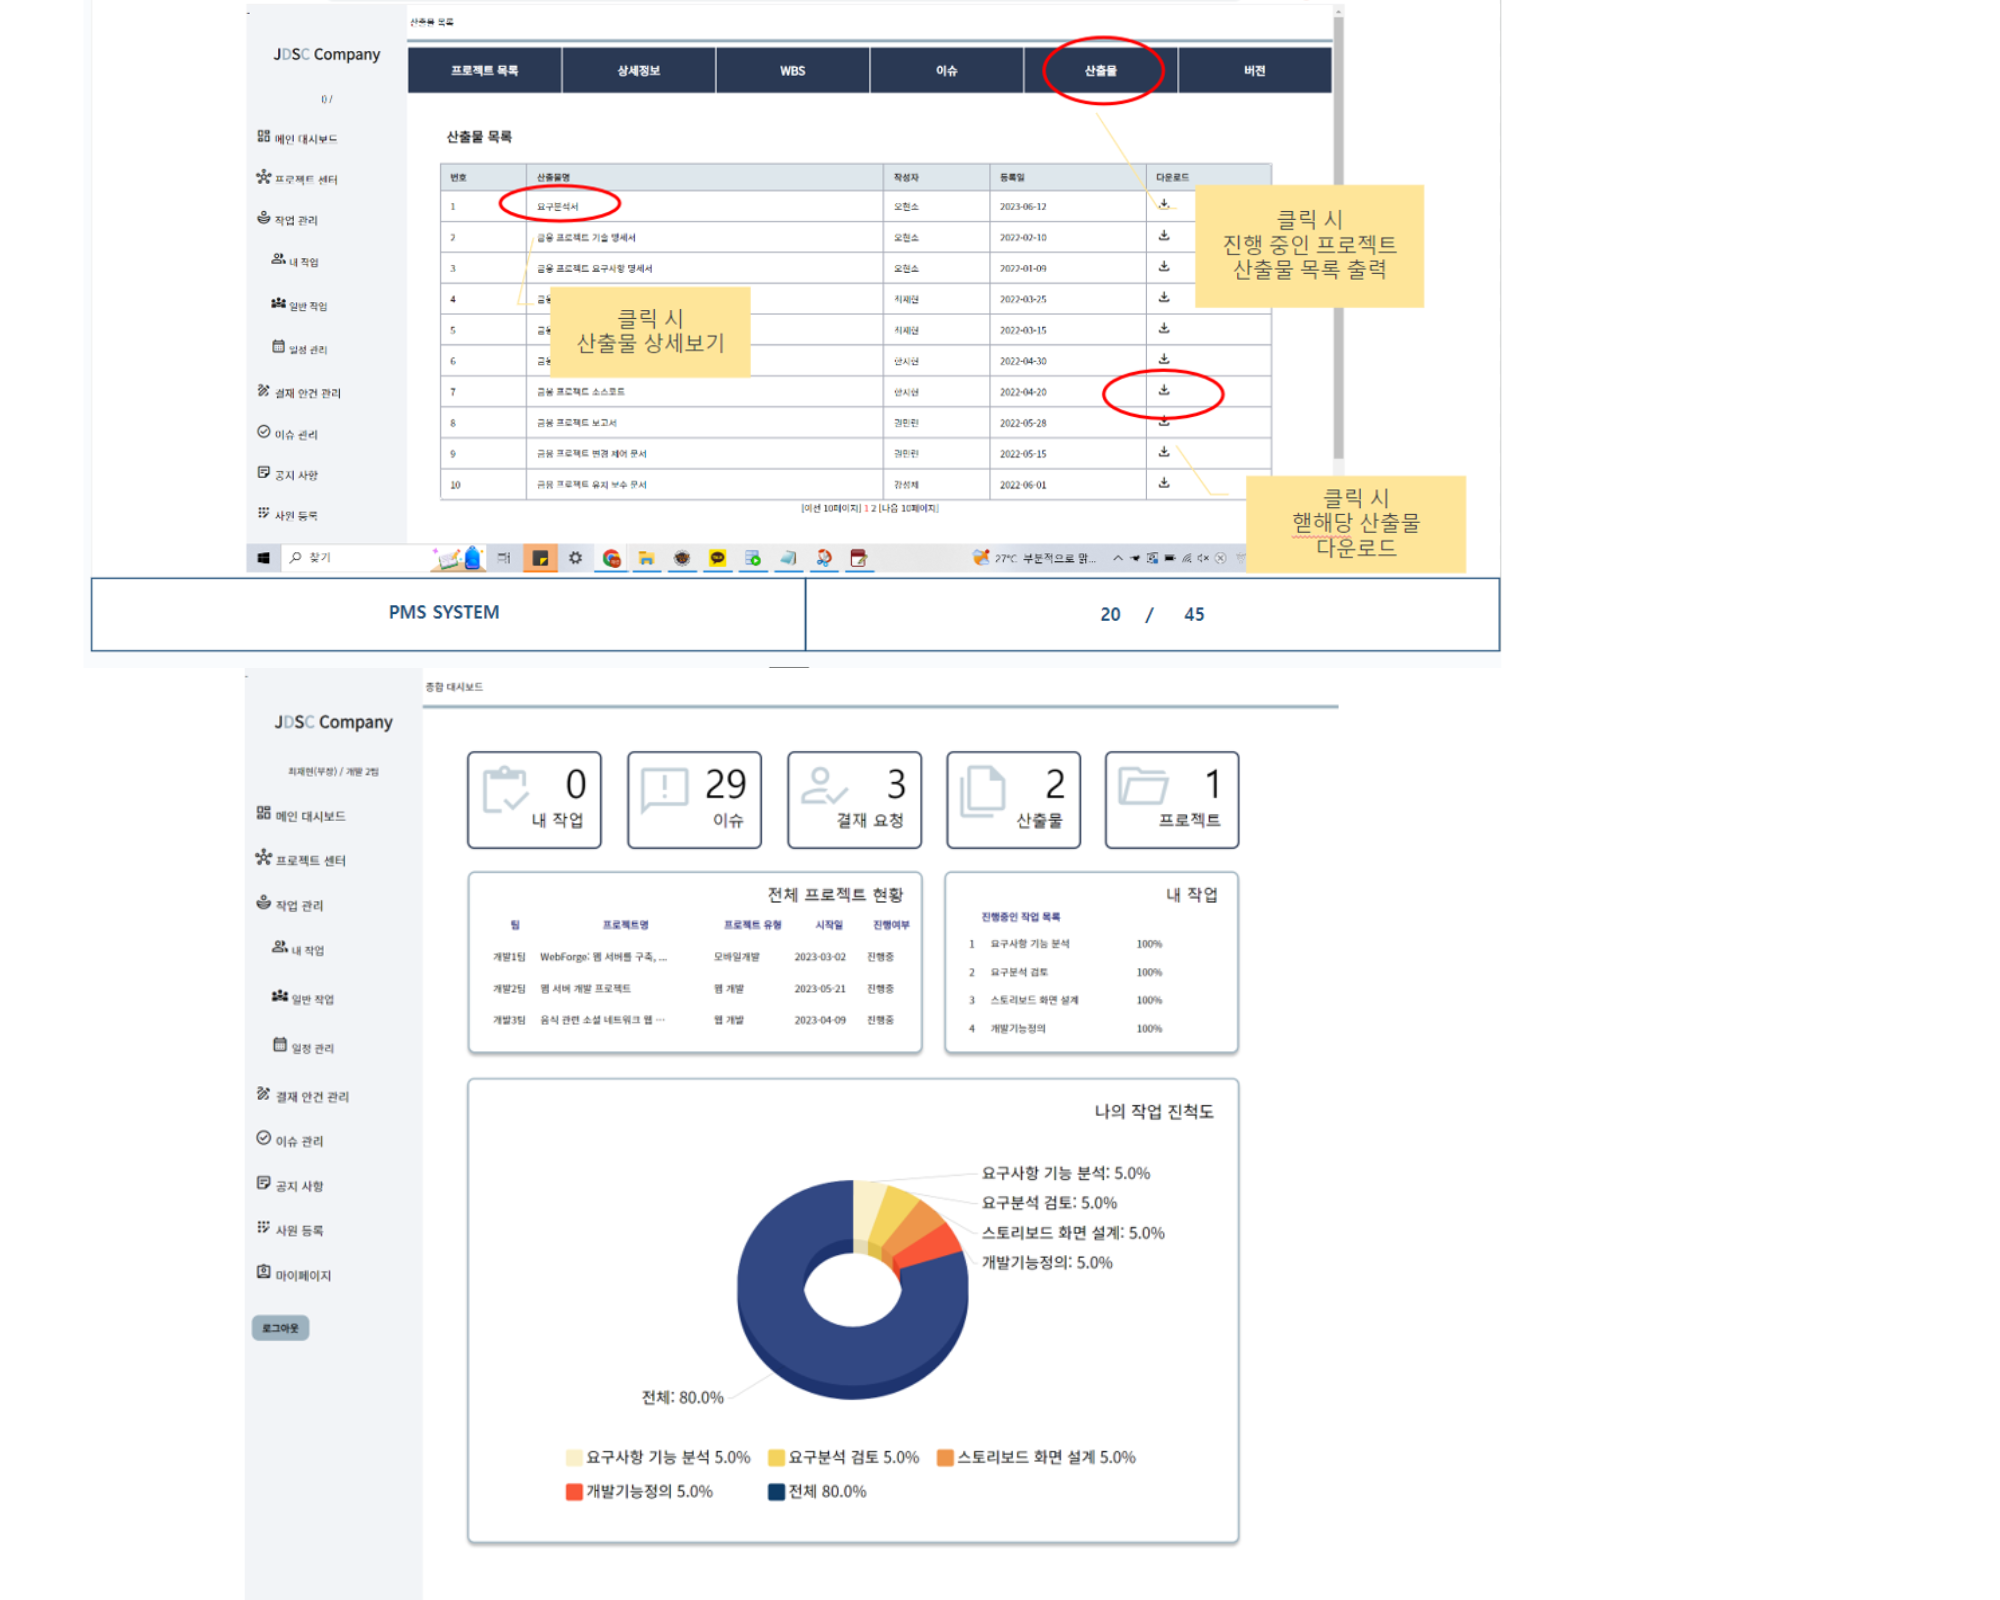 산출물 목록
JDSC Company
0 /
메인 대시보드
프로젝트 센터
작업 관리
내 작업
일반 작업
일정 관리
결재 안건 관리
이슈 관리
공지 사항
사원 등록
프로젝트 목록 상세정보 WBS 이슈 산출물 버전
산출물 목록
번호 산출물명 작성자 등록일 다운로드
1 요구분석서 오현소 2023-06-12
2 금융 프로젝트 기술 명세서 오현소 2022-02-10
3 금융 프로젝트 요구사항 명세서 오현소 2022-01-09
4 금융 최재현 2022-03-25
5 금융 최재현 2022-03-15
6 금융 안시현 2022-04-30
7 금융 프로젝트 소스코드 안시현 2022-04-20
8 금융 프로젝트 보고서 2022-05-28
9 금융 프로젝트 변경 제어 문서 2022-05-15
10 금융 프로젝트 유지 보수 문서 2022-06-01
[이전 10페이지] 1 2 [다음 10페이지]
클릭 시
진행 중인 프로젝트
산출물 목록 출력
클릭 시
산출물 상세보기
클릭 시
핻해당 산출물
다운로드
찾기
27°C 부분적으로 맑...
PMS SYSTEM
20 / 45
종합 대시보드
JDSC Company
최재현(부장) / 개발 2팀
메인 대시보드
프로젝트 센터
작업 관리
내 작업
일반 작업
일정 관리
결재 안건 관리
이슈 관리
공지 사항
사원 등록
마이페이지
로그아웃
0 내 작업
29 이슈
3 결재 요청
2 산출물
1 프로젝트
전체 프로젝트 현황
팀 프로젝트명 프로젝트 유형 시작일 진행여부
개발1팀 WebForge: 웹 서버를 구축, ... 모바일개발 2023-03-02 진행중
개발2팀 웹 서버 개발 프로젝트 웹 개발 2023-05-21 진행중
개발3팀 음식 관련 소셜 네트워크 웹 ... 웹 개발 2023-04-09 진행중
내 작업
진행중인 작업 목록
1 요구사항 기능 분석 100%
2 요구분석 검토 100%
3 스토리보드 화면 설계 100%
4 개발기능정의 100%
나의 작업 진척도
요구사항 기능 분석: 5.0%
요구분석 검토: 5.0%
스토리보드 화면 설계: 5.0%
개발기능정의: 5.0%
전체: 80.0%
요구사항 기능 분석 5.0% 요구분석 검토 5.0% 스토리보드 화면 설계 5.0%
개발기능정의 5.0% 전체 80.0%